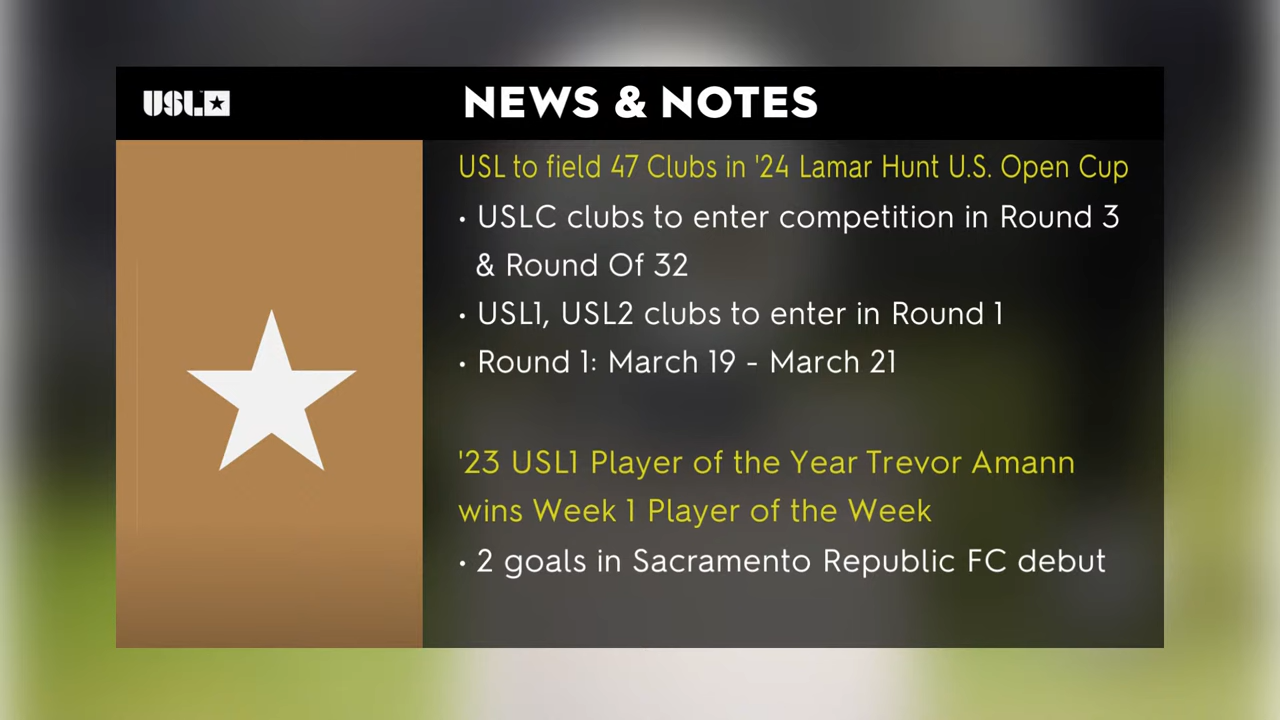 USL
NEWS & NOTES
USL to field 47 Clubs in '24 Lamar Hunt U.S. Open Cup
• USLC clubs to enter competition in Round 3
& Round Of 32
• USL1, USL2 clubs to enter in Round 1
• Round 1: March 19 - March 21
'23 USL1 Player of the Year Trevor Amann
wins Week 1 Player of the Week
• 2 goals in Sacramento Republic FC debut